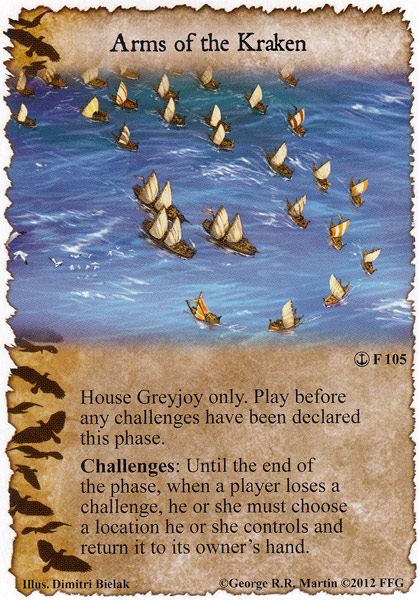 Arms of the Kraken
F 105
House Greyjoy only. Play before
any challenges have been declared
this phase.
Challenges: Until the end of
the phase, when a player loses a
challenge, he or she must choose
a location he or she controls and
return it to its owner's hand.
Illus. Dimitri Bielak ©George R.R. Martin ©2012 FFG